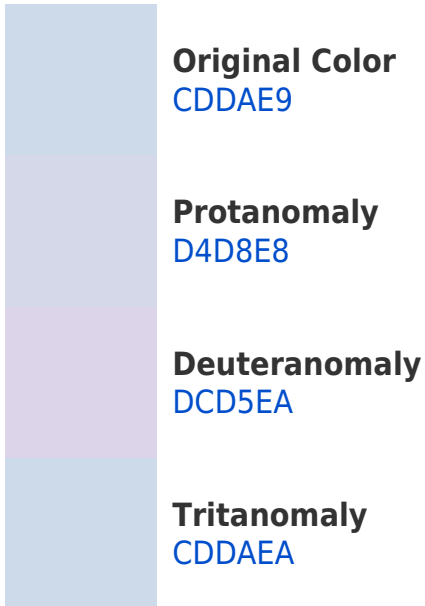 Original Color
CDDAE9
Protanomaly
D4D8E8
Deuteranomaly
DCD5EA
Tritanomaly
CDDAEA